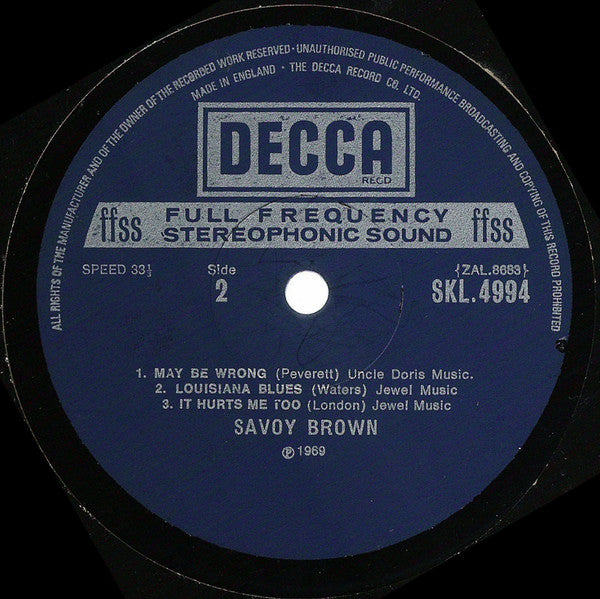 ALL RIGHTS OF THE MANUFACTURER AND OF THE OWNER OF THE RECORDED WORK RESERVED · UNAUTHORISED PUBLIC PERFORMANCE BROADCASTING AND COPYING OF THIS RECORD PROHIBITED
MADE IN ENGLAND · THE DECCA RECORD CO. LTD.
DECCA
RECD
ffss FULL FREQUENCY STEREOPHONIC SOUND ffss
SPEED 33⅓ Side 2 {ZAL.8663}
SKL.4994
1. MAY BE WRONG (Peverett) Uncle Doris Music.
2. LOUISIANA BLUES (Waters) Jewel Music
3. IT HURTS ME TOO (London) Jewel Music
SAVOY BROWN
℗ 1969